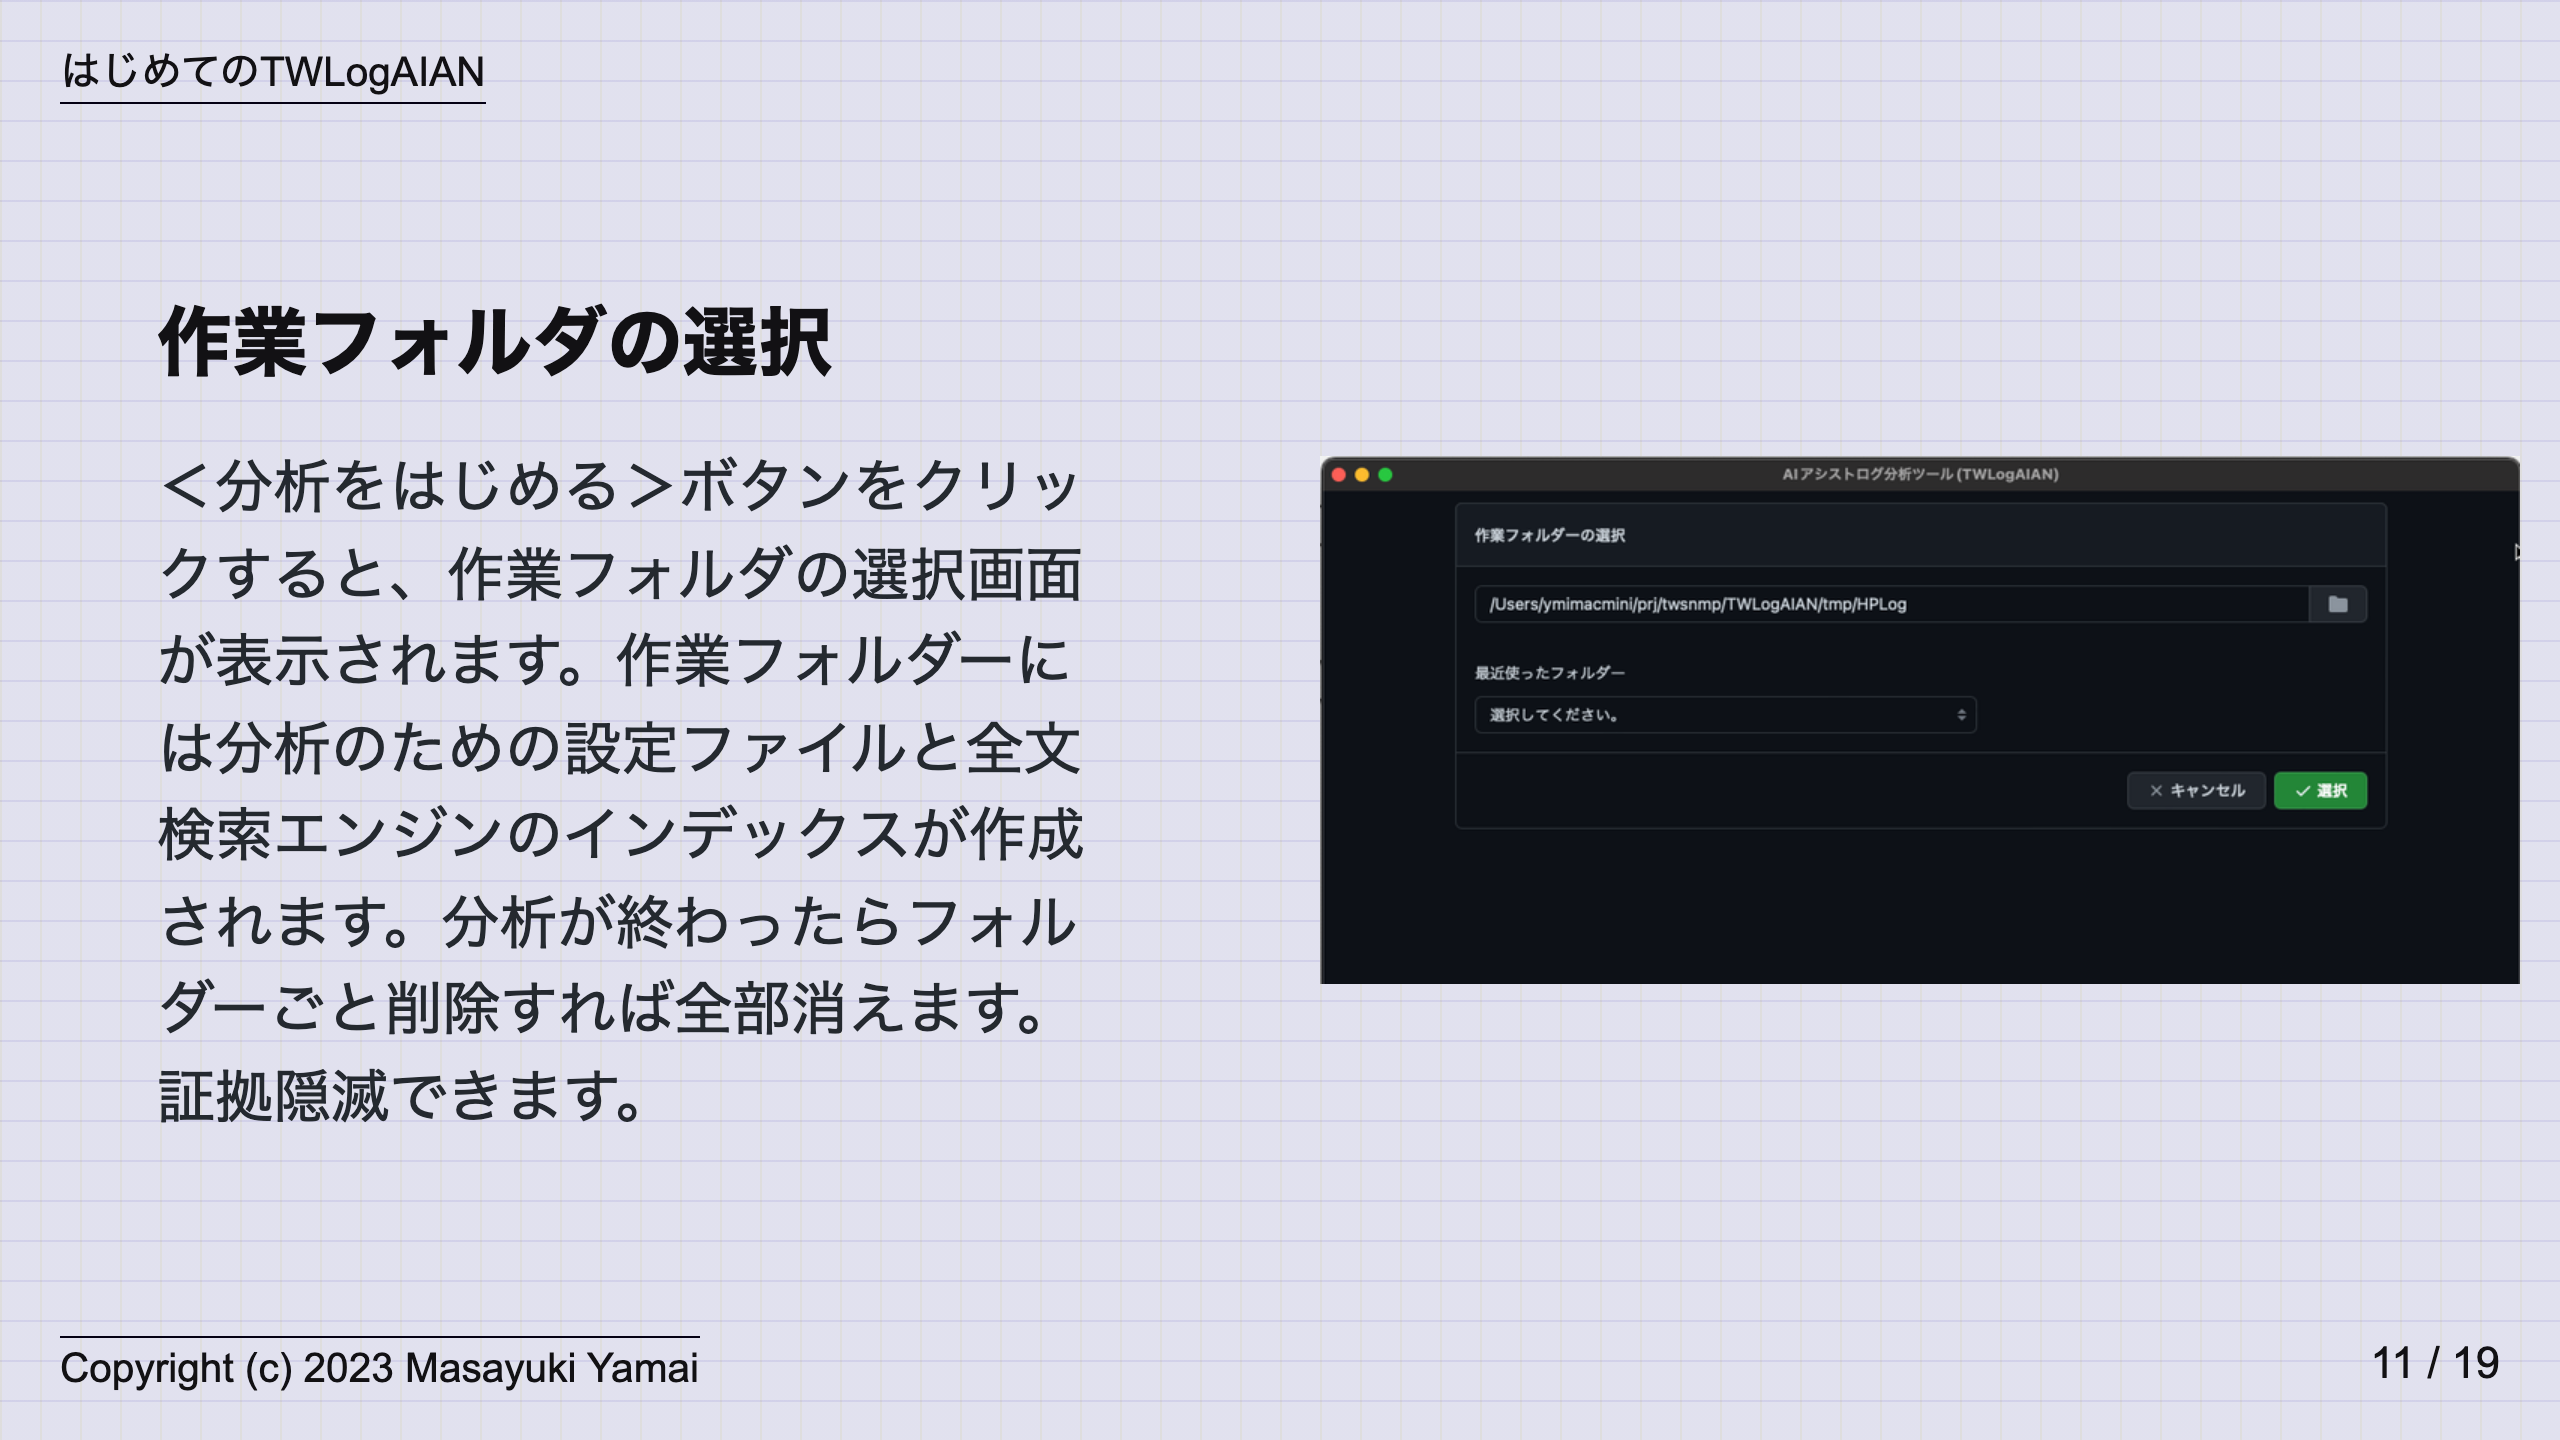 はじめてのTWLogAIAN
作業フォルダの選択
＜分析をはじめる＞ボタンをクリッ
クすると、作業フォルダの選択画面
が表示されます。作業フォルダーに
は分析のための設定ファイルと全文
検索エンジンのインデックスが作成
されます。分析が終わったらフォル
ダーごと削除すれば全部消えます。
証拠隠滅できます。
AIアシストログ分析ツール(TWLogAIAN)
作業フォルダーの選択
/Users/ymimacmini/prj/twsnmp/TWLogAIAN/tmp/HPLog
最近使ったフォルダー
選択してください。
キャンセル
選択
Copyright (c) 2023 Masayuki Yamai
11 / 19